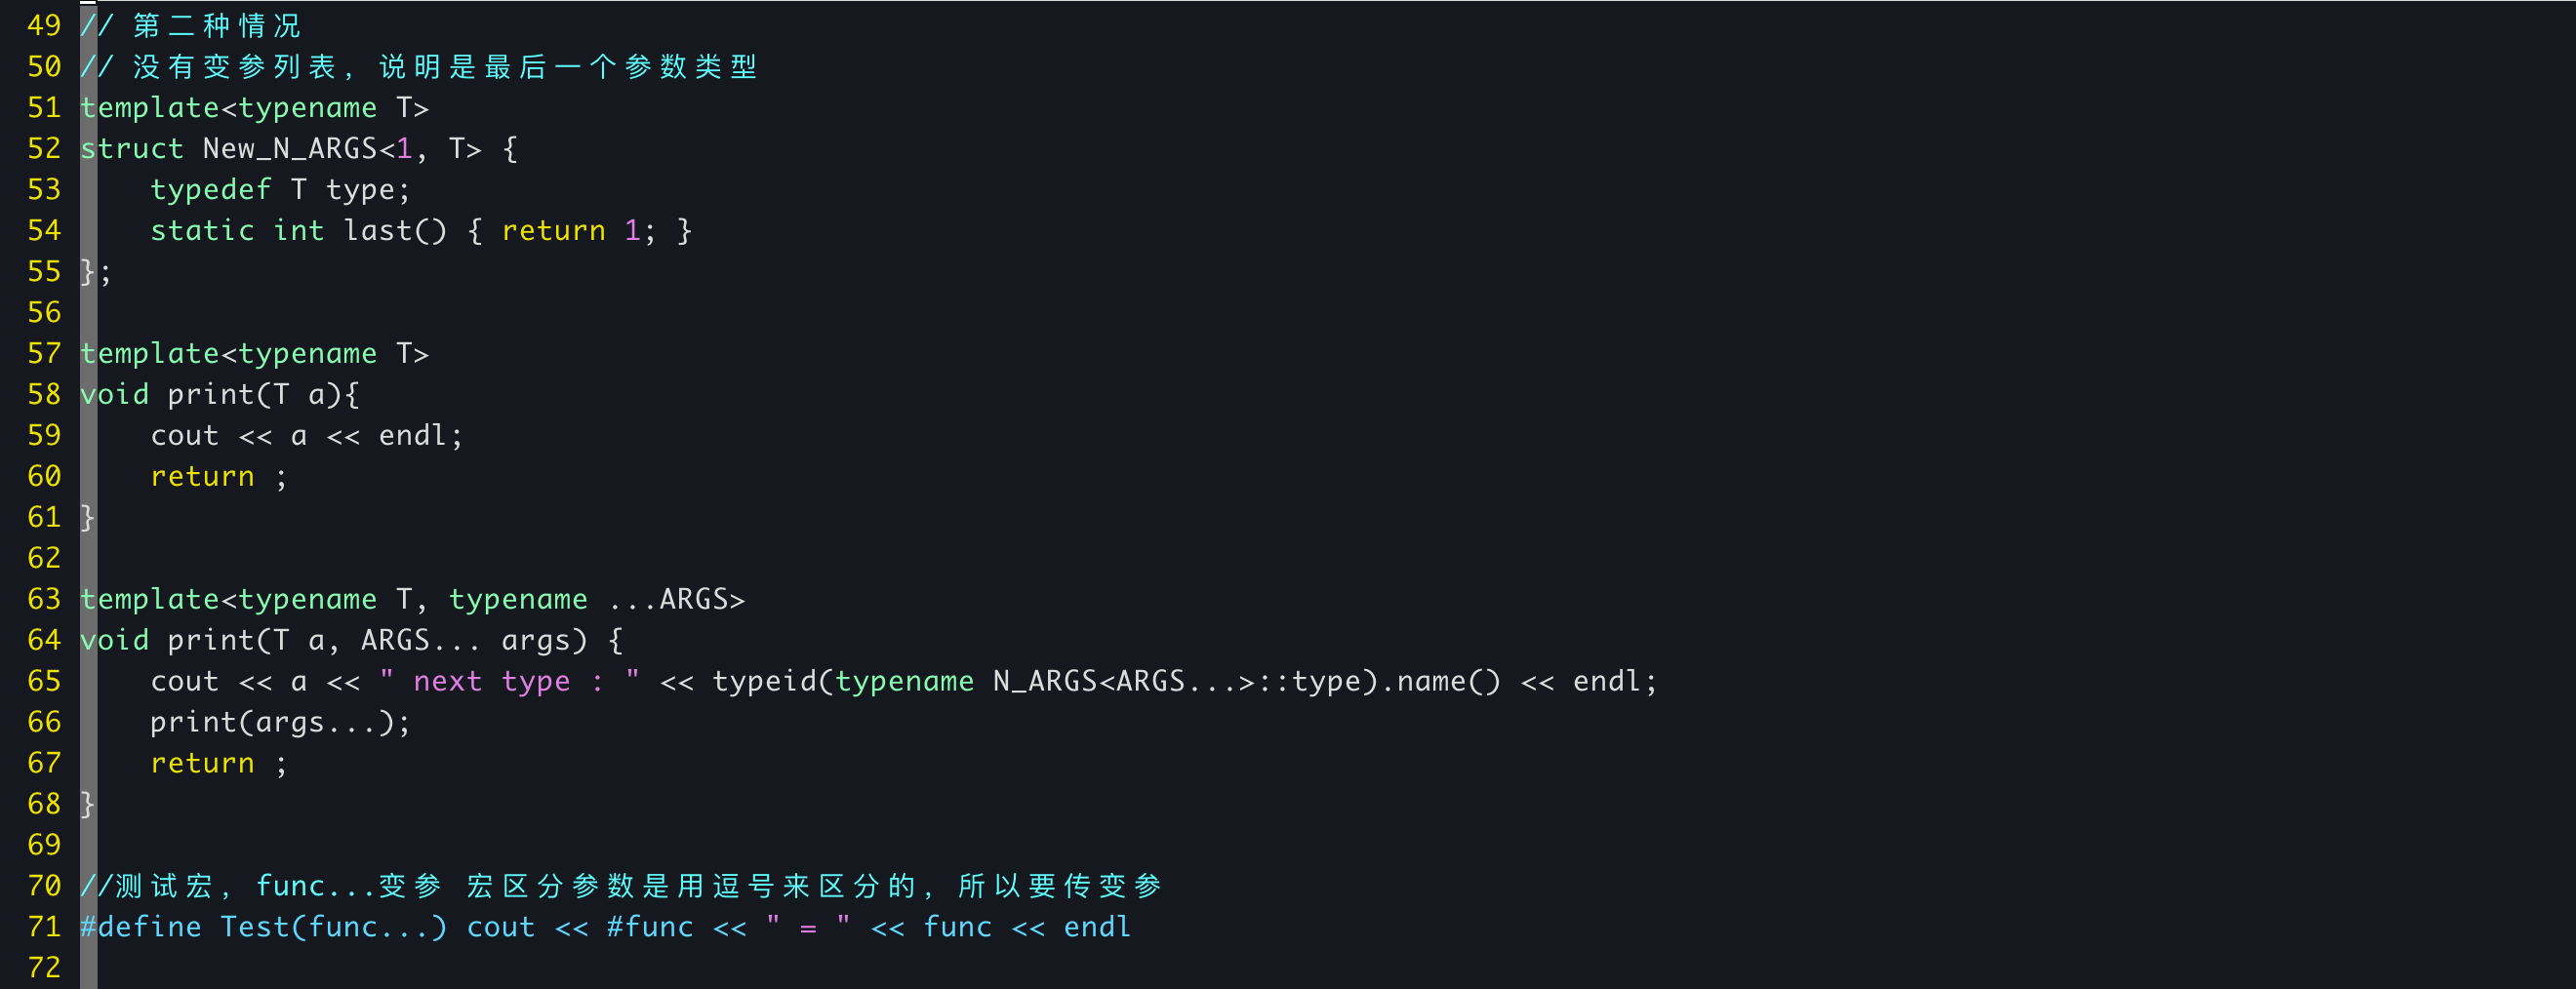 49 // 第二种情况
50 // 没有变参列表, 说明是最后一个参数类型
51 template<typename T>
52 struct New_N_ARGS<1, T> {
53     typedef T type;
54     static int last() { return 1; }
55 };
56
57 template<typename T>
58 void print(T a){
59     cout << a << endl;
60     return ;
61 }
62
63 template<typename T, typename ...ARGS>
64 void print(T a, ARGS... args) {
65     cout << a << " next type : " << typeid(typename N_ARGS<ARGS...>::type).name() << endl;
66     print(args...);
67     return ;
68 }
69
70 //测试宏, func...变参 宏区分参数是用逗号来区分的, 所以要传变参
71 #define Test(func...) cout << #func << " = " << func << endl
72